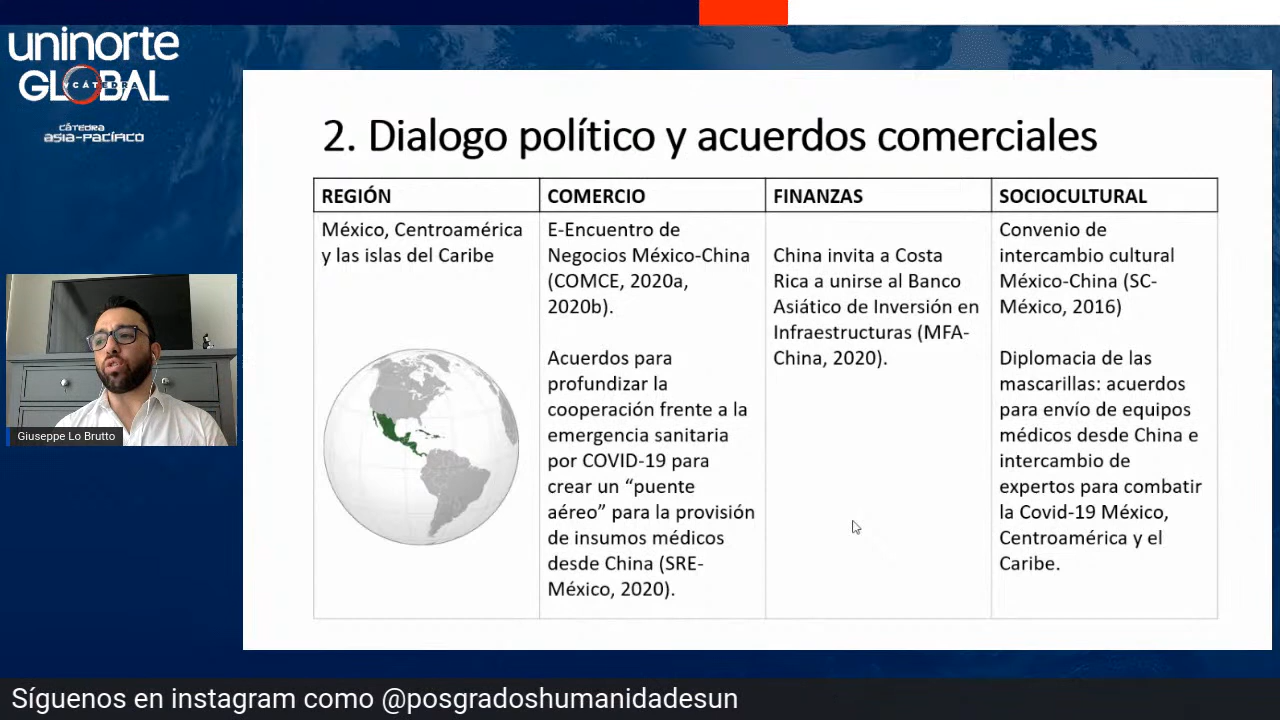 uninorte
GLOBAL
CÁTEDRA
CÁTEDRA
ASIA-PACÍFICO
2. Dialogo político y acuerdos comerciales
REGIÓN
COMERCIO
FINANZAS
SOCIOCULTURAL
México, Centroamérica
y las islas del Caribe
E-Encuentro de
Negocios México-China
(COMCE, 2020a,
2020b).
Acuerdos para
profundizar la
cooperación frente a la
emergencia sanitaria
por COVID-19 para
crear un “puente
aéreo” para la provisión
de insumos médicos
desde China (SRE-
México, 2020).
China invita a Costa
Rica a unirse al Banco
Asiático de Inversión en
Infraestructuras (MFA-
China, 2020).
Convenio de
intercambio cultural
México-China (SC-
México, 2016)
Diplomacia de las
mascarillas: acuerdos
para envío de equipos
médicos desde China e
intercambio de
expertos para combatir
la Covid-19 México,
Centroamérica y el
Caribe.
Giuseppe Lo Brutto
Síguenos en instagram como @posgradoshumanidadesun